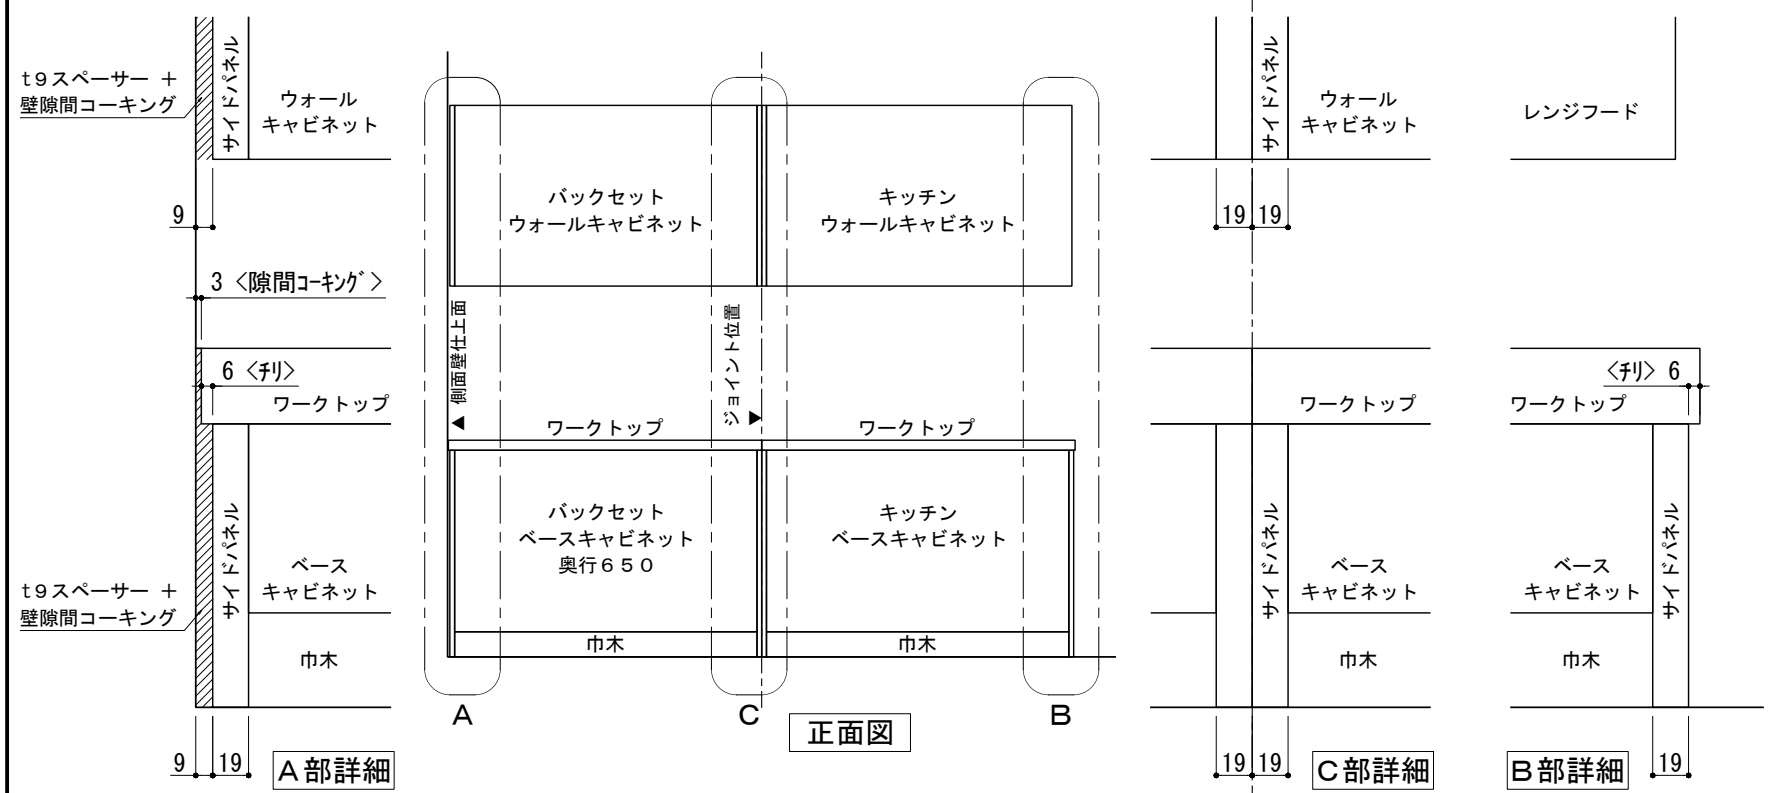 t9スペーサー +
壁隙間コーキング
サイドパネル
ウォール
キャビネット
9
3 <隙間ｺｰｷﾝｸﾞ>
6 <ﾁﾘ>
ワークトップ
t9スペーサー +
壁隙間コーキング
サイドパネル
ベース
キャビネット
巾木
9
19
A部詳細
バックセット
ウォールキャビネット
キッチン
ウォールキャビネット
▲ 側面壁仕上面
ジョイント位置
▼
ワークトップ
ワークトップ
バックセット
ベースキャビネット
奥行650
キッチン
ベースキャビネット
巾木
巾木
A
C
B
正面図
サイドパネル
ウォール
キャビネット
19
19
ワークトップ
サイドパネル
ベース
キャビネット
巾木
19
19
C部詳細
レンジフード
<ﾁﾘ> 6
ワークトップ
ベース
キャビネット
サイドパネル
巾木
B部詳細
19